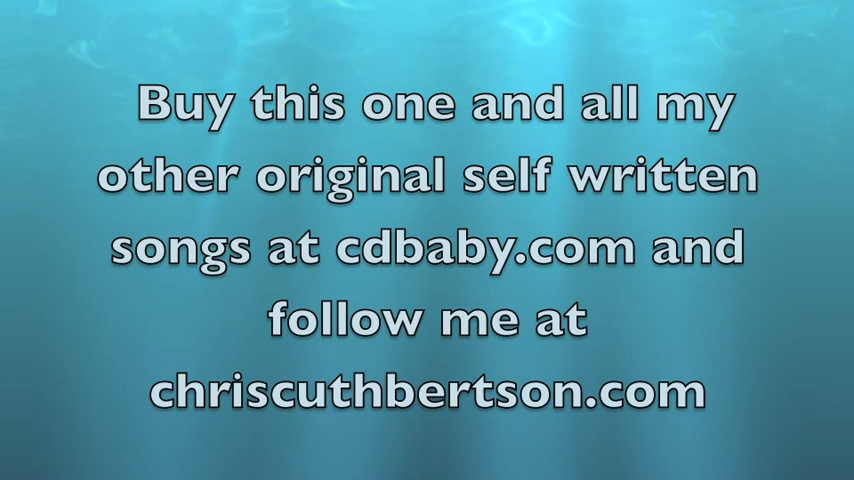 Buy this one and all my
other original self written
songs at cdbaby.com and
follow me at
chriscuthbertson.com